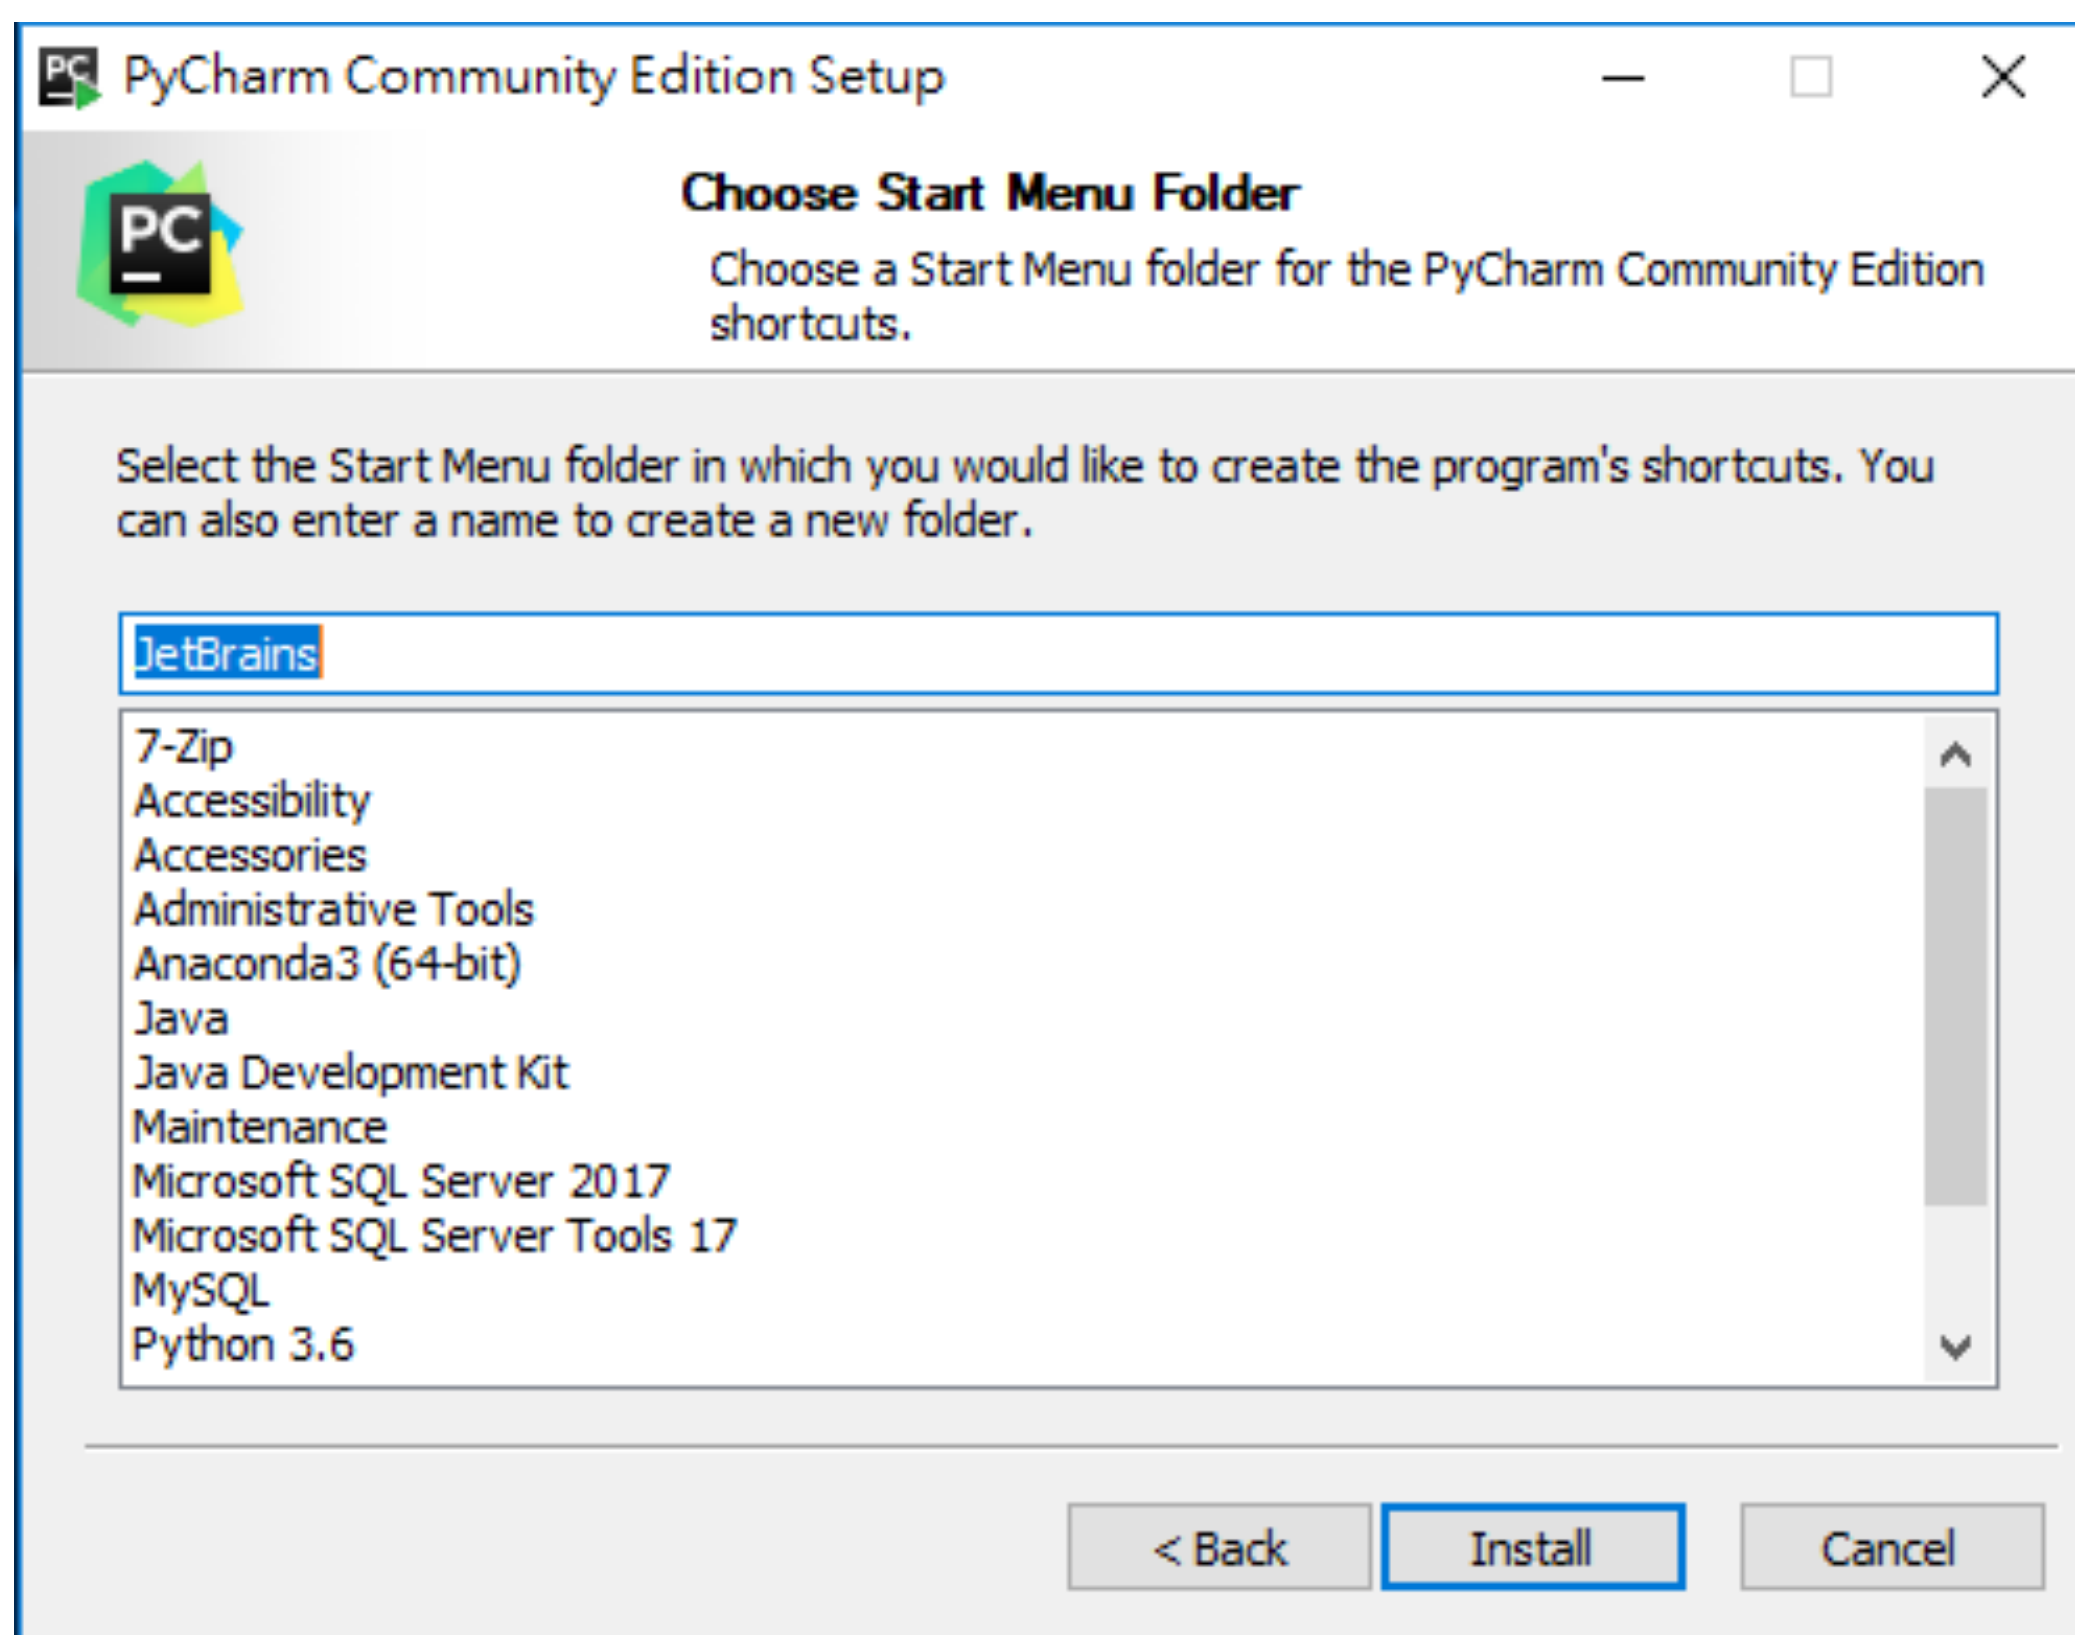 PC PyCharm Community Edition Setup
PC
Choose Start Menu Folder
Choose a Start Menu folder for the PyCharm Community Edition
shortcuts.
Select the Start Menu folder in which you would like to create the program's shortcuts. You
can also enter a name to create a new folder.
JetBrains
7-Zip
Accessibility
Accessories
Administrative Tools
Anaconda3 (64-bit)
Java
Java Development Kit
Maintenance
Microsoft SQL Server 2017
Microsoft SQL Server Tools 17
MySQL
Python 3.6
< Back Install Cancel